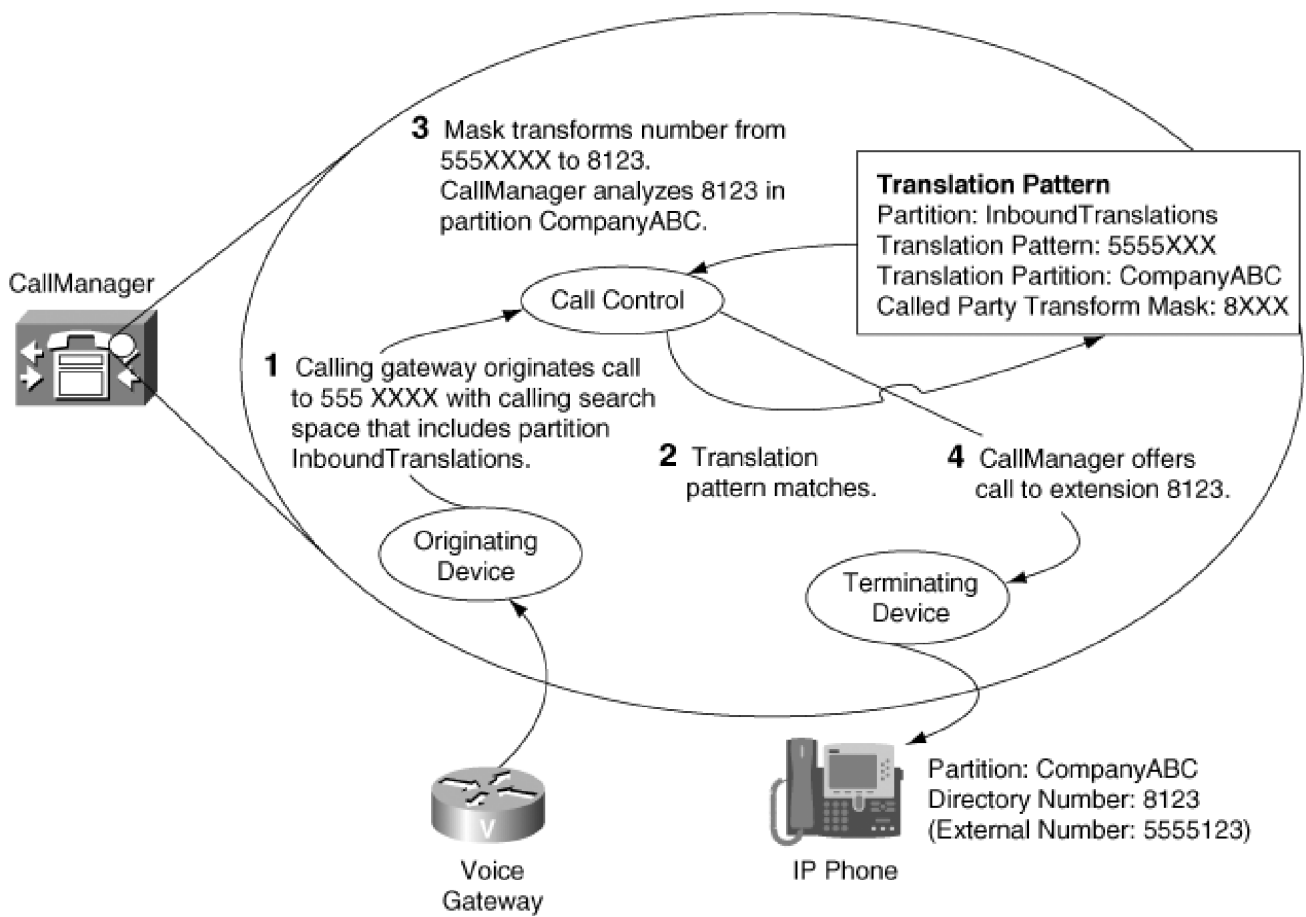 3 Mask transforms number from
555XXXX to 8123.
CallManager analyzes 8123 in
partition CompanyABC.
Translation Pattern
Partition: InboundTranslations
Translation Pattern: 5555XXX
Translation Partition: CompanyABC
Called Party Transform Mask: 8XXX
CallManager
Call Control
1 Calling gateway originates call
to 555 XXXX with calling search
space that includes partition
InboundTranslations.
2 Translation
pattern matches.
4 CallManager offers
call to extension 8123.
Originating
Device
Terminating
Device
V
Voice
Gateway
IP Phone
Partition: CompanyABC
Directory Number: 8123
(External Number: 5555123)